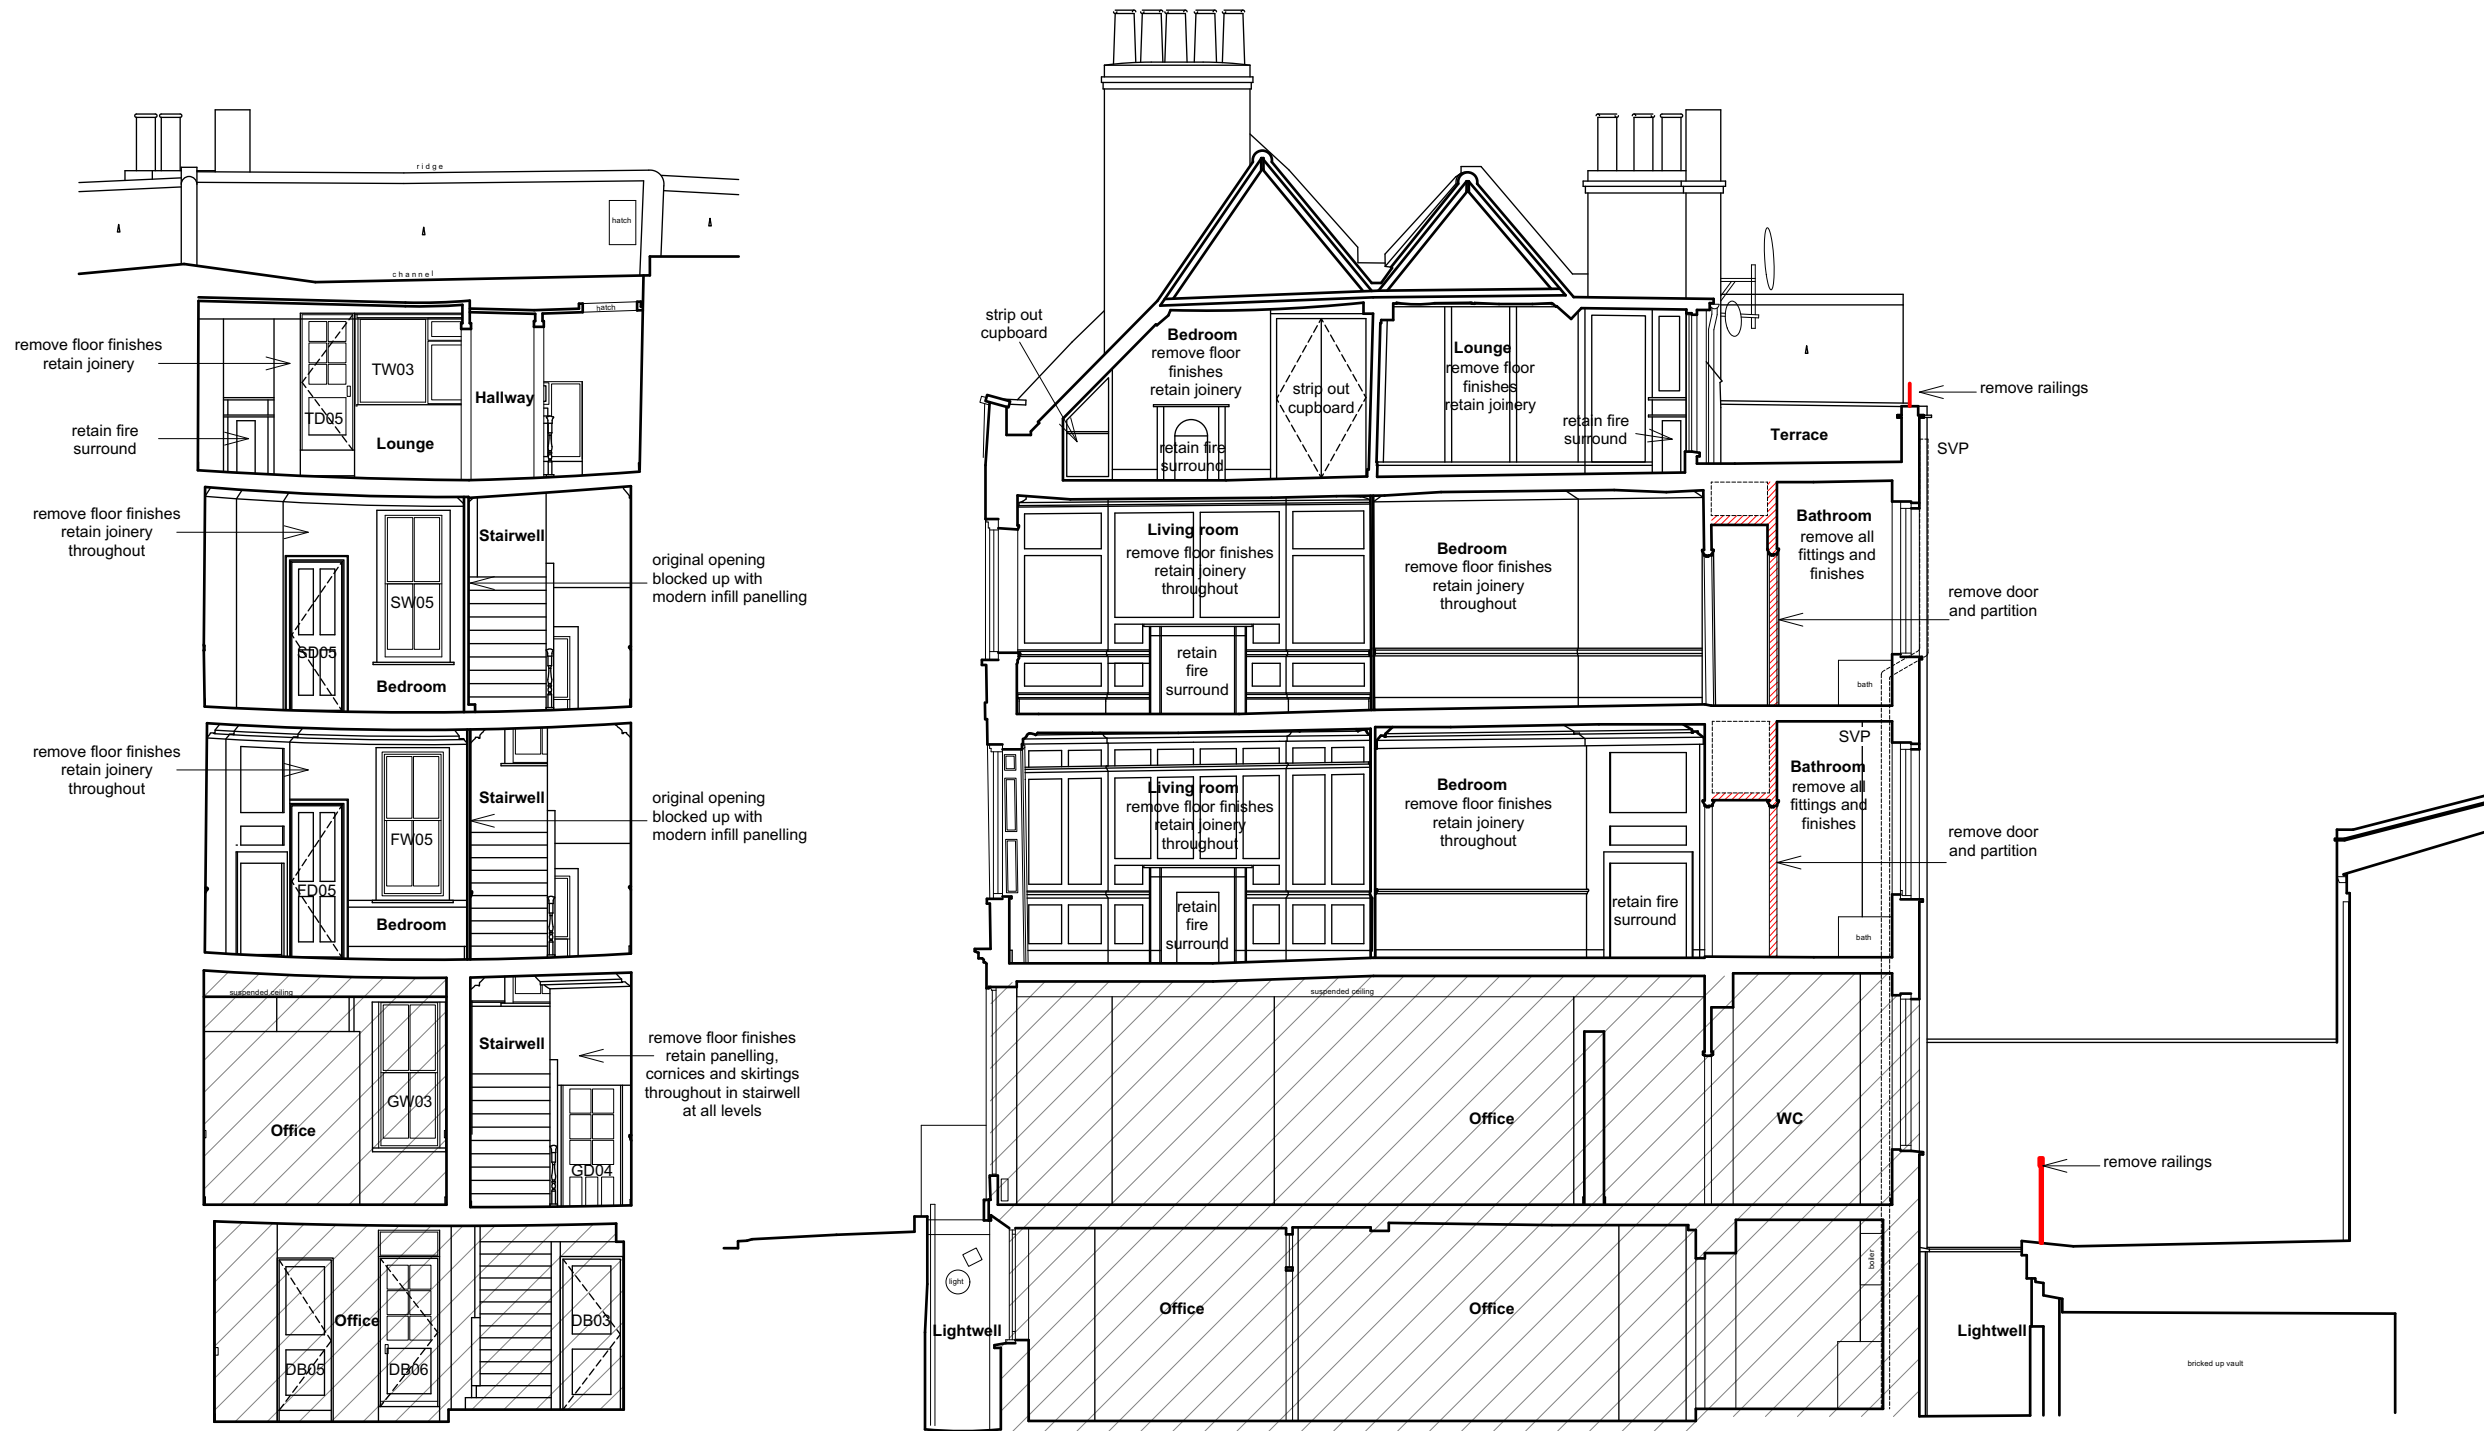 ridge
hatch
channel
hatch
remove floor finishes
retain joinery
TW03
Hallway
TD05
retain fire
surround
Lounge
remove floor finishes
retain joinery
throughout
Stairwell
original opening
blocked up with
modern infill panelling
SW05
SD05
Bedroom
remove floor finishes
retain joinery
throughout
Stairwell
original opening
blocked up with
modern infill panelling
FW05
FD05
Bedroom
suspended ceiling
Stairwell
remove floor finishes
retain panelling,
cornices and skirtings
throughout in stairwell
at all levels
GW03
Office
GD04
Office
DB03
DB05
DB06
strip out
cupboard
Bedroom
remove floor
finishes
retain joinery
strip out
cupboard
retain fire
surround
Lounge
remove floor
finishes
retain joinery
retain fire
surround
Terrace
remove railings
SVP
Living room
remove floor finishes
retain joinery
throughout
retain
fire
surround
Bedroom
remove floor finishes
retain joinery
throughout
Bathroom
remove all
fittings and
finishes
remove door
and partition
bath
SVP
Living room
remove floor finishes
retain joinery
throughout
retain
fire
surround
Bedroom
remove floor finishes
retain joinery
throughout
retain fire
surround
Bathroom
remove all
fittings and
finishes
remove door
and partition
bath
suspended ceiling
Office
WC
remove railings
light
Lightwell
Office
Office
boiler
Lightwell
bricked up vault